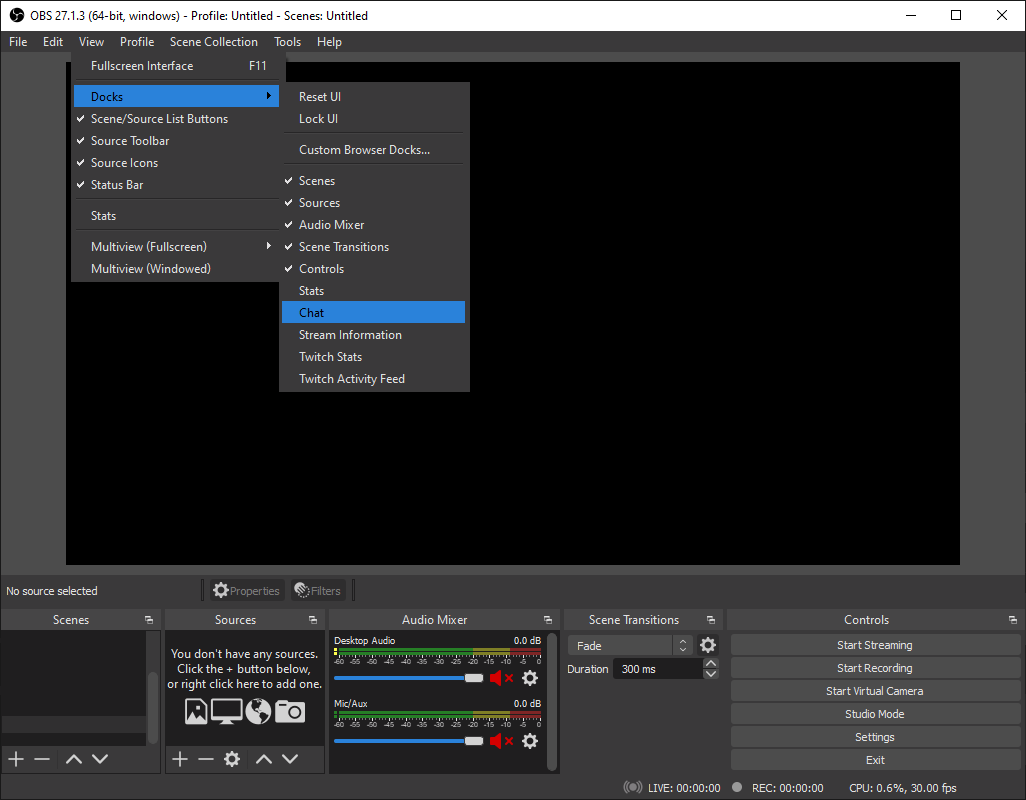 OBS 27.1.3 (64-bit, windows) - Profile: Untitled - Scenes: Untitled
File Edit View Profile Scene Collection Tools Help
Fullscreen Interface F11
Docks
Scene/Source List Buttons
Source Toolbar
Source Icons
Status Bar
Stats
Multiview (Fullscreen)
Multiview (Windowed)
Reset UI
Lock UI
Custom Browser Docks...
Scenes
Sources
Audio Mixer
Scene Transitions
Controls
Stats
Chat
Stream Information
Twitch Stats
Twitch Activity Feed
No source selected
Properties
Filters
Scenes
Sources
You don't have any sources.
Click the + button below,
or right click here to add one.
Audio Mixer
Desktop Audio 0.0 dB
-60 -55 -50 -45 -40 -35 -30 -25 -20 -15 -10 -5 0
Mic/Aux 0.0 dB
-60 -55 -50 -45 -40 -35 -30 -25 -20 -15 -10 -5 0
Scene Transitions
Fade
Duration 300 ms
Controls
Start Streaming
Start Recording
Start Virtual Camera
Studio Mode
Settings
Exit
LIVE: 00:00:00 REC: 00:00:00 CPU: 0.6%, 30.00 fps